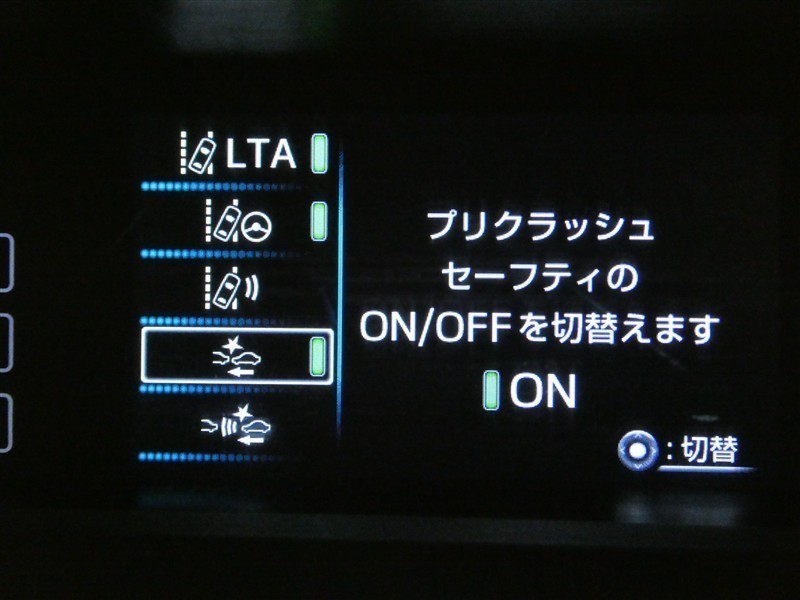 LTA
プリクラッシュ
セーフティの
ON/OFFを切替えます
ON
:切替